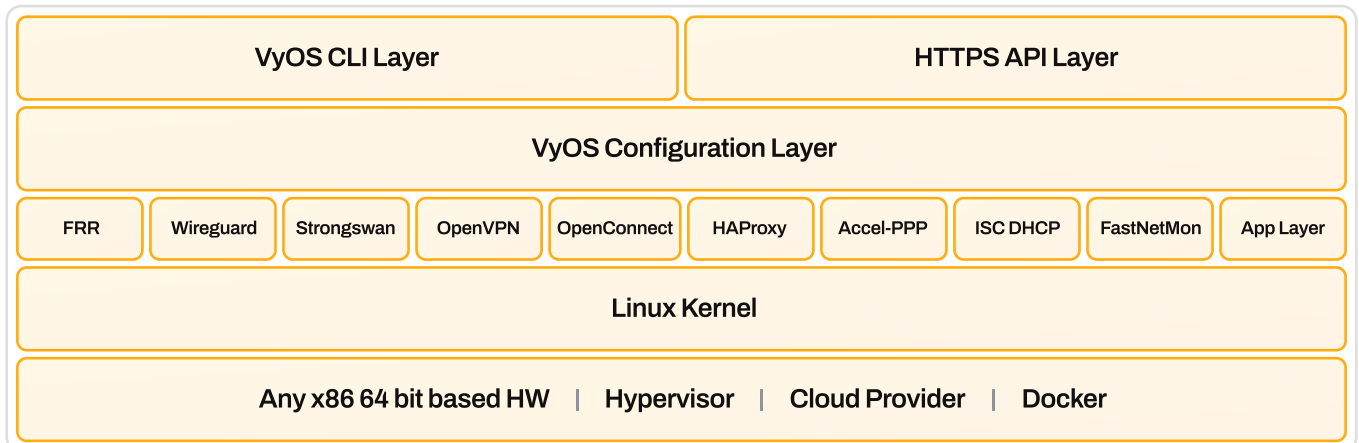 VyOS CLI Layer
HTTPS API Layer
VyOS Configuration Layer
FRR
Wireguard
Strongswan
OpenVPN
OpenConnect
HAProxy
Accel-PPP
ISC DHCP
FastNetMon
App Layer
Linux Kernel
Any x86 64 bit based HW | Hypervisor | Cloud Provider | Docker